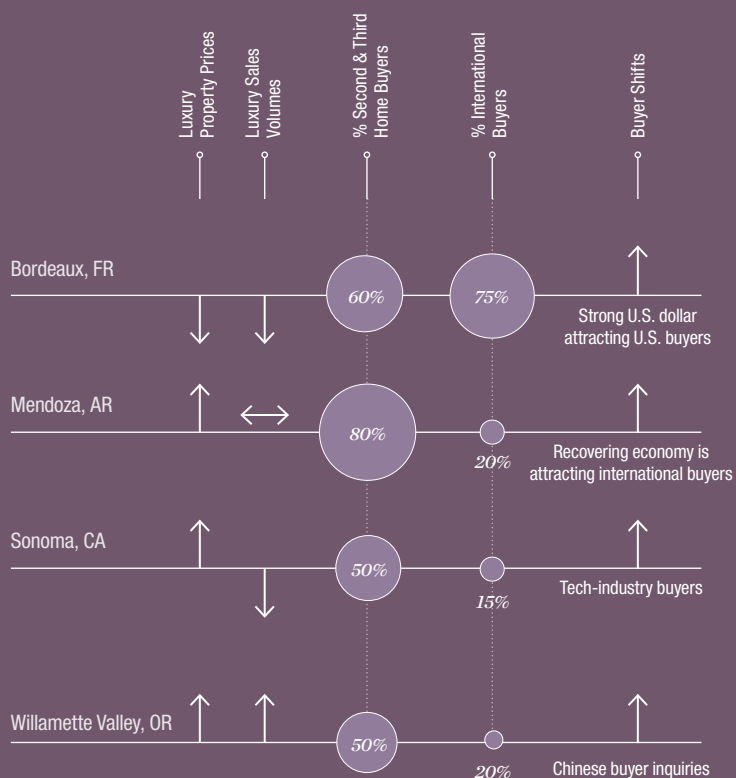 Luxury
Property Prices
Luxury Sales
Volumes
% Second & Third
Home Buyers
% International
Buyers
Buyer Shifts
Bordeaux, FR
60%
75%
Strong U.S. dollar
attracting U.S. buyers
Mendoza, AR
80%
20%
Recovering economy is
attracting international buyers
Sonoma, CA
50%
15%
Tech-industry buyers
Willamette Valley, OR
50%
20%
Chinese buyer inquiries